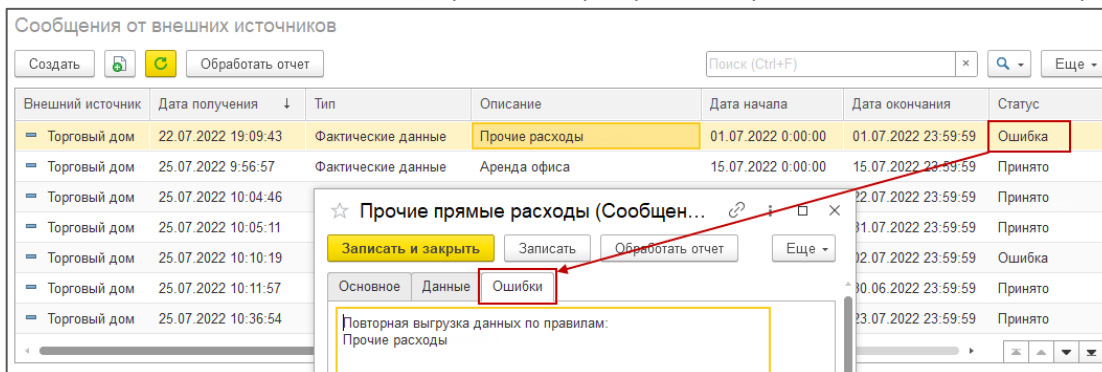 Сообщения от внешних источников
Создать Обработать отчет Поиск (Ctrl+F) × Еще
Внешний источник Дата получения ↓ Тип Описание Дата начала Дата окончания Статус
Торговый дом 22.07.2022 19:09:43 Фактические данные Прочие расходы 01.07.2022 0:00:00 01.07.2022 23:59:59 Ошибка
Торговый дом 25.07.2022 9:56:57 Фактические данные Аренда офиса 15.07.2022 0:00:00 15.07.2022 23:59:59 Принято
Торговый дом 25.07.2022 10:04:46 22.07.2022 23:59:59 Принято
Торговый дом 25.07.2022 10:05:11 31.07.2022 23:59:59 Принято
Торговый дом 25.07.2022 10:10:19 02.07.2022 23:59:59 Ошибка
Торговый дом 25.07.2022 10:11:57 30.06.2022 23:59:59 Принято
Торговый дом 25.07.2022 10:36:54 23.07.2022 23:59:59 Принято
Прочие прямые расходы (Сообщен...
Записать и закрыть Записать Обработать отчет Еще
Основное Данные Ошибки
Повторная выгрузка данных по правилам:
Прочие расходы